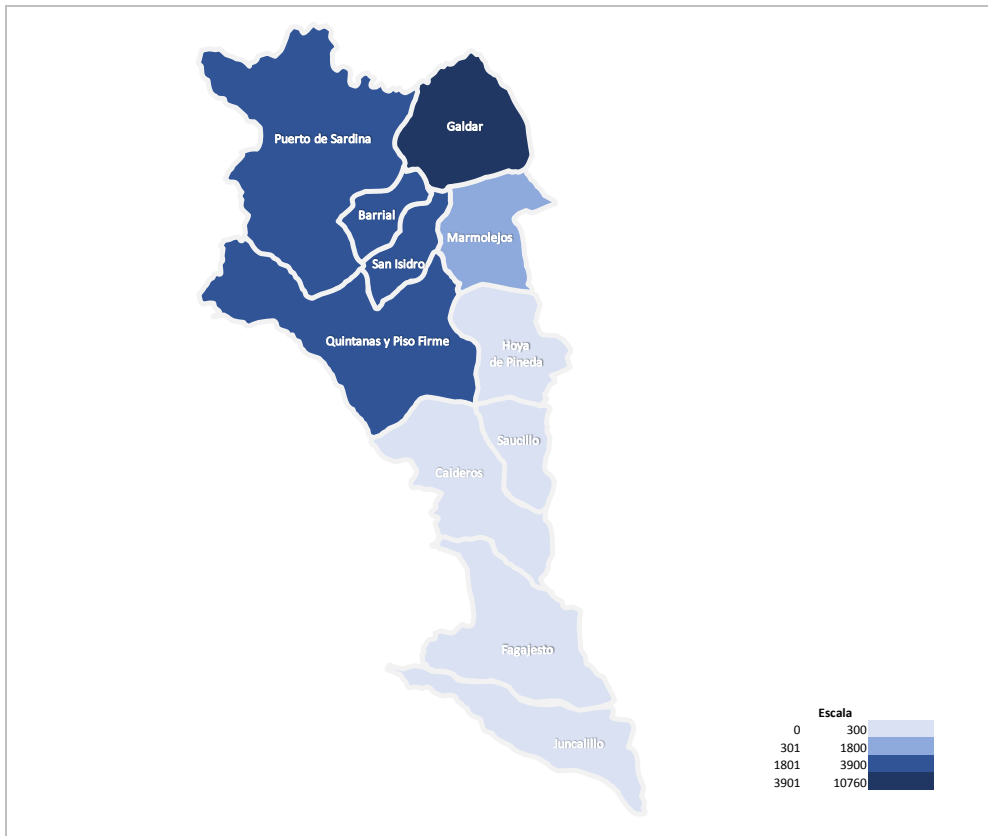 Galdar
Puerto de Sardina
Barrial
Marmolejos
San Isidro
Quintanas y Piso Firme
Hoya
de Pineda
Saucillo
Caideros
Fagajesto
Juncalillo
Escala
0 300
301 1800
1801 3900
3901 10760